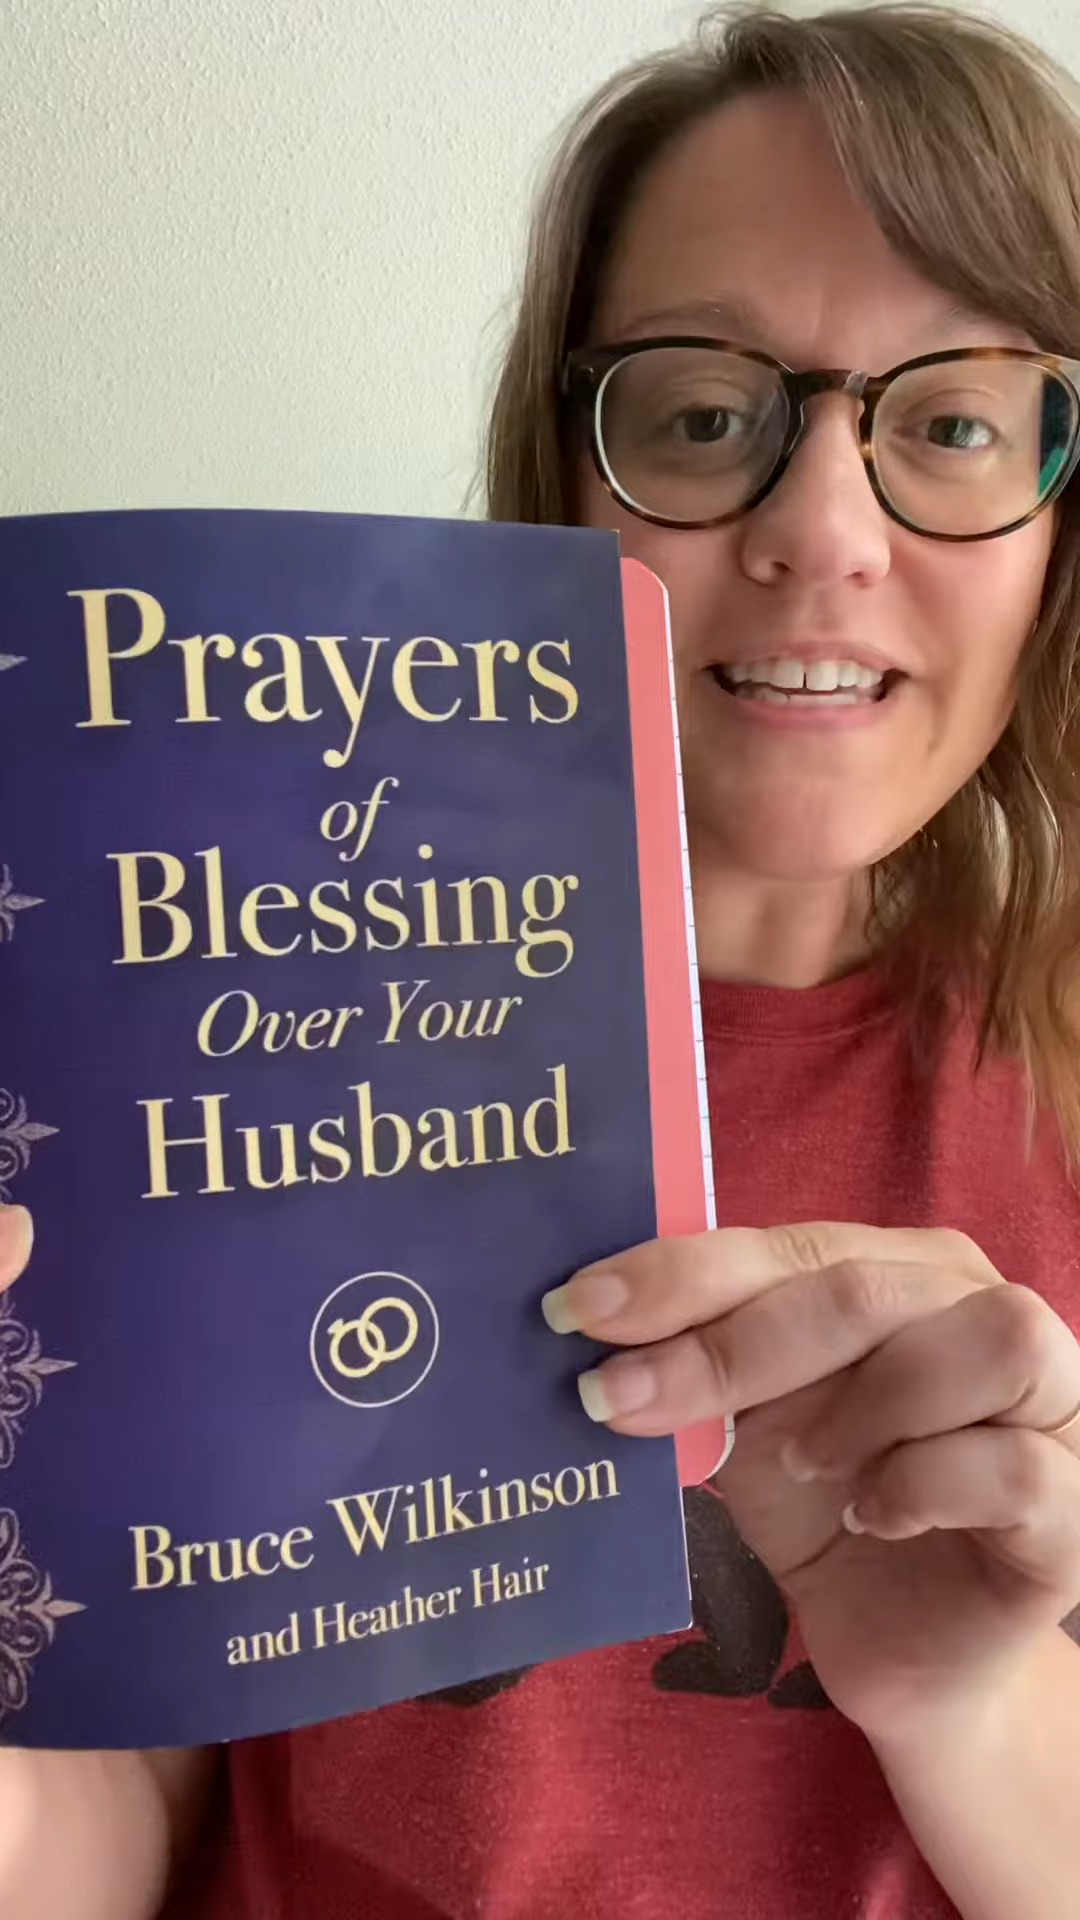 Prayers
of
Blessing
Over Your
Husband
Bruce Wilkinson
and Heather Hair